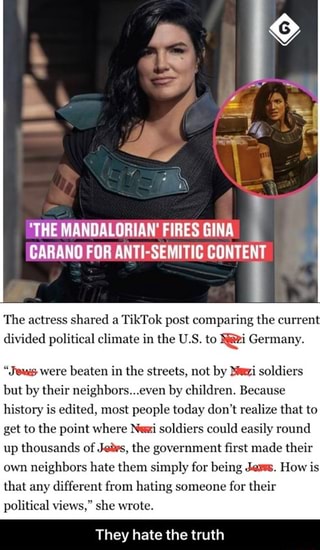 G
'THE MANDALORIAN' FIRES GINA
CARANO FOR ANTI-SEMITIC CONTENT
The actress shared a TikTok post comparing the current
divided political climate in the U.S. to Nazi Germany.
“Jews were beaten in the streets, not by Nazi soldiers
but by their neighbors...even by children. Because
history is edited, most people today don’t realize that to
get to the point where Nazi soldiers could easily round
up thousands of Jews, the government first made their
own neighbors hate them simply for being Jews. How is
that any different from hating someone for their
political views,” she wrote.
They hate the truth